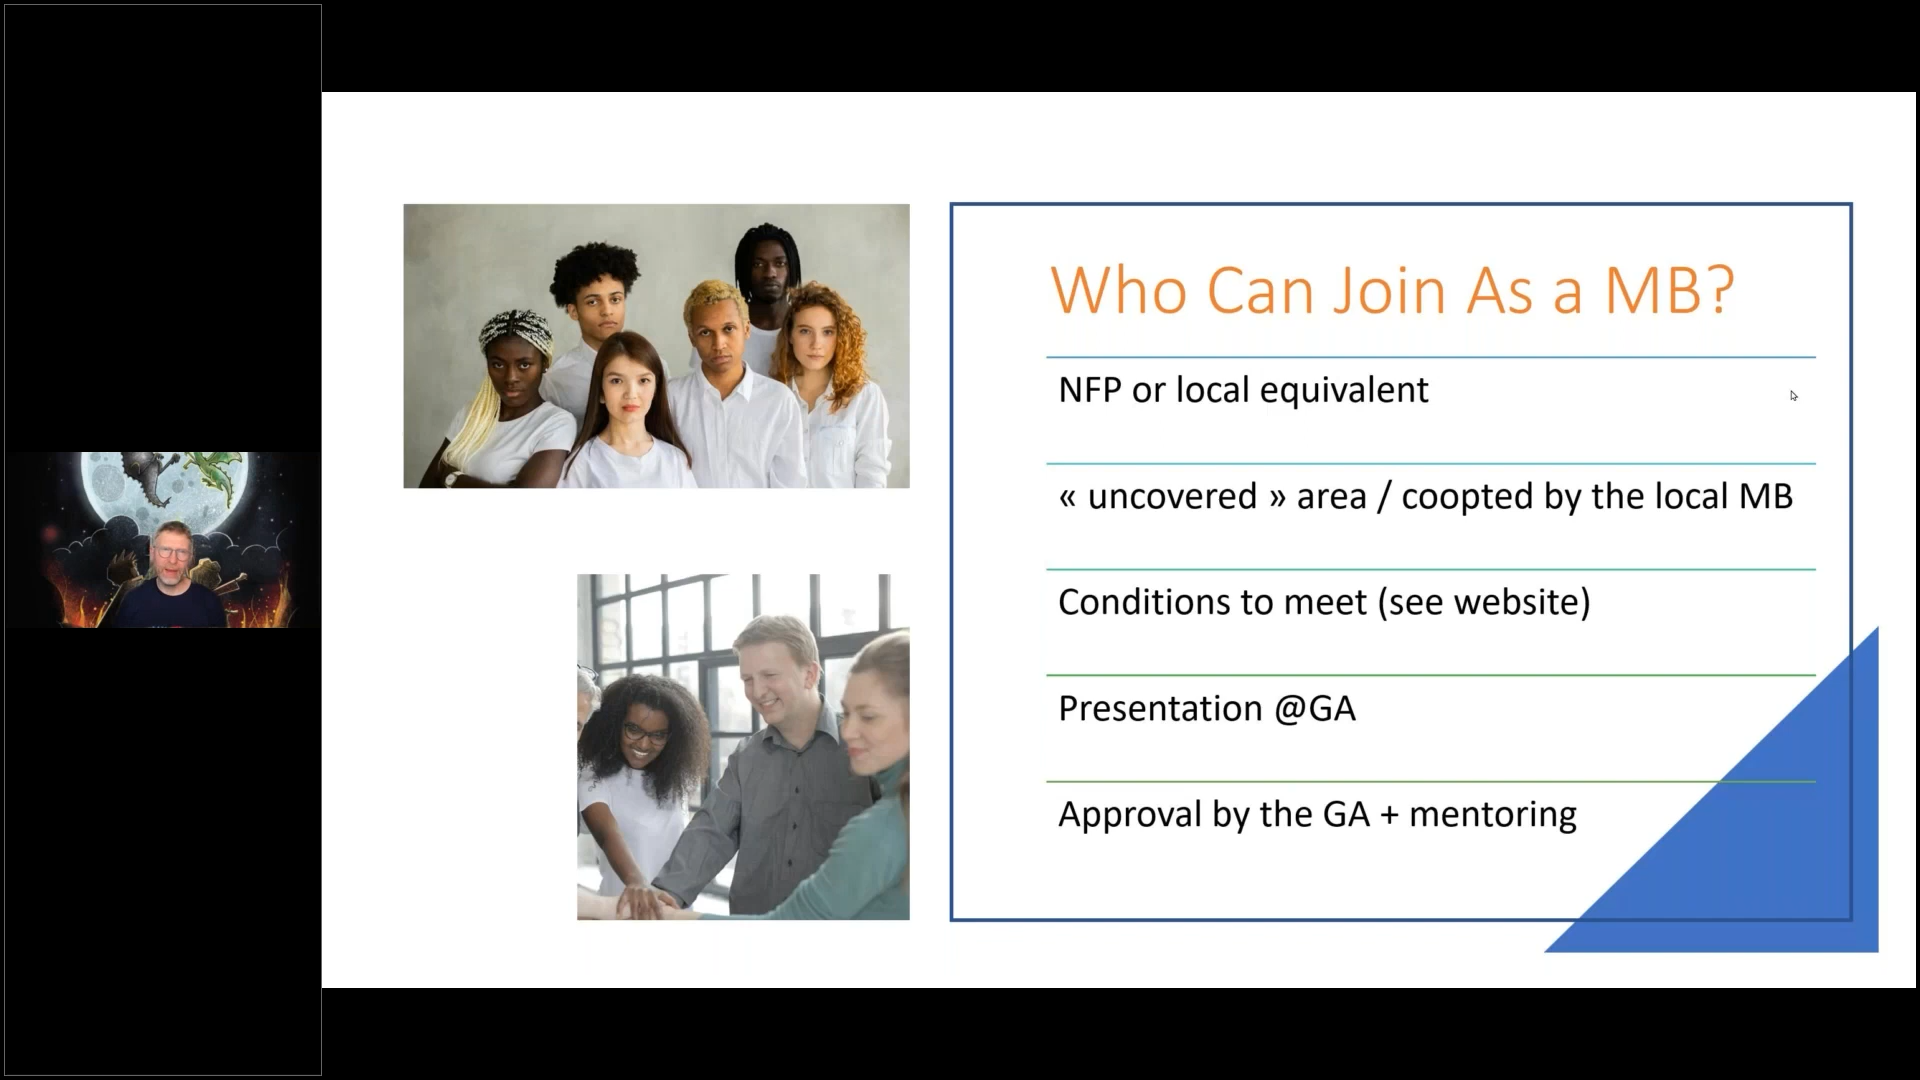 Who Can Join As a MB?
NFP or local equivalent
« uncovered » area / coopted by the local MB
Conditions to meet (see website)
Presentation @GA
Approval by the GA + mentoring